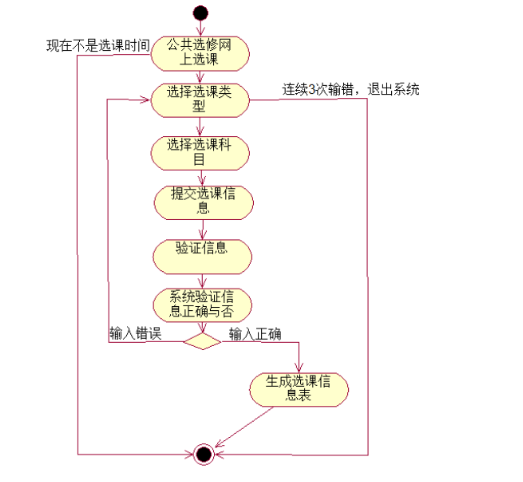 现在不是选课时间
公共选修网
上选课
选择选课类
型
连续3次输错，退出系统
选择选课科
目
提交选课信
息
验证信息
系统验证信
息正确与否
输入错误
输入正确
生成选课信
息表